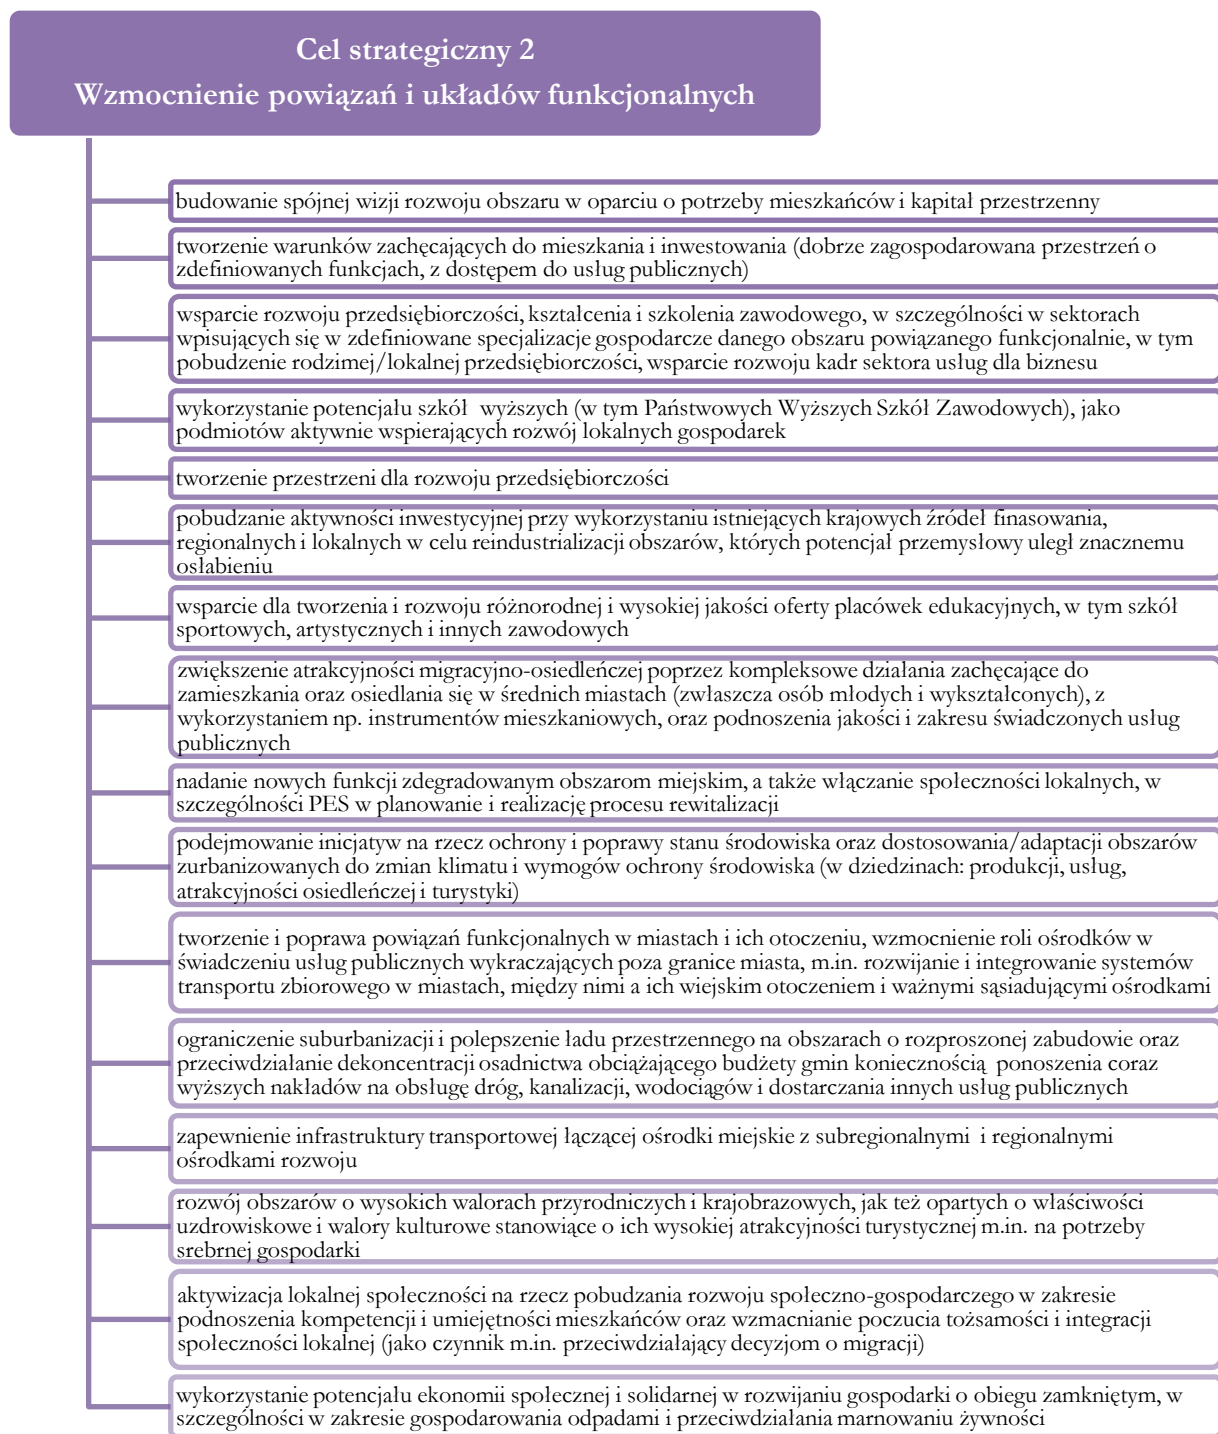 Cel strategiczny 2
Wzmocnienie powiązań i układów funkcjonalnych
budowanie spójnej wizji rozwoju obszaru w oparciu o potrzeby mieszkańców i kapitał przestrzenny
tworzenie warunków zachęcających do mieszkania i inwestowania (dobrze zagospodarowana przestrzeń o
zdefiniowanych funkcjach, z dostępem do usług publicznych)
wsparcie rozwoju przedsiębiorczości, kształcenia i szkolenia zawodowego, w szczególności w sektorach
wpisujących się w zdefiniowane specjalizacje gospodarcze danego obszaru powiązanego funkcjonalnie, w tym
pobudzenie rodzimej/lokalnej przedsiębiorczości, wsparcie rozwoju kadr sektora usług dla biznesu
wykorzystanie potencjału szkół wyższych (w tym Państwowych Wyższych Szkół Zawodowych), jako
podmiotów aktywnie wspierających rozwój lokalnych gospodarek
tworzenie przestrzeni dla rozwoju przedsiębiorczości
pobudzanie aktywności inwestycyjnej przy wykorzystaniu istniejących krajowych źródeł finasowania,
regionalnych i lokalnych w celu reindustrializacji obszarów, których potencjał przemysłowy uległ znacznemu
osłabieniu
wsparcie dla tworzenia i rozwoju różnorodnej i wysokiej jakości oferty placówek edukacyjnych, w tym szkół
sportowych, artystycznych i innych zawodowych
zwiększenie atrakcyjności migracyjno-osiedleńczej poprzez kompleksowe działania zachęcające do
zamieszkania oraz osiedlania się w średnich miastach (zwłaszcza osób młodych i wykształconych), z
wykorzystaniem np. instrumentów mieszkaniowych, oraz podnoszenia jakości i zakresu świadczonych usług
publicznych
nadanie nowych funkcji zdegradowanym obszarom miejskim, a także włączanie społeczności lokalnych, w
szczególności PES w planowanie i realizację procesu rewitalizacji
podejmowanie inicjatyw na rzecz ochrony i poprawy stanu środowiska oraz dostosowania/adaptacji obszarów
zurbanizowanych do zmian klimatu i wymogów ochrony środowiska (w dziedzinach: produkcji, usług,
atrakcyjności osiedleńczej i turystyki)
tworzenie i poprawa powiązań funkcjonalnych w miastach i ich otoczeniu, wzmocnienie roli ośrodków w
świadczeniu usług publicznych wykraczających poza granice miasta, m.in. rozwijanie i integrowanie systemów
transportu zbiorowego w miastach, między nimi a ich wiejskim otoczeniem i ważnymi sąsiadującymi ośrodkami
ograniczenie suburbanizacji i polepszenie ładu przestrzennego na obszarach o rozproszonej zabudowie oraz
przeciwdziałanie dekoncentracji osadnictwa obciążającego budżety gmin koniecznością ponoszenia coraz
wyższych nakładów na obsługę dróg, kanalizacji, wodociągów i dostarczania innych usług publicznych
zapewnienie infrastruktury transportowej łączącej ośrodki miejskie z subregionalnymi i regionalnymi
ośrodkami rozwoju
rozwój obszarów o wysokich walorach przyrodniczych i krajobrazowych, jak też opartych o właściwości
uzdrowiskowe i walory kulturowe stanowiące o ich wysokiej atrakcyjności turystycznej m.in. na potrzeby
srebrnej gospodarki
aktywizacja lokalnej społeczności na rzecz pobudzania rozwoju społeczno-gospodarczego w zakresie
podnoszenia kompetencji i umiejętności mieszkańców oraz wzmacnianie poczucia tożsamości i integracji
społeczności lokalnej (jako czynnik m.in. przeciwdziałający decyzjom o migracji)
wykorzystanie potencjału ekonomii społecznej i solidarnej w rozwijaniu gospodarki o obiegu zamkniętym, w
szczególności w zakresie gospodarowania odpadami i przeciwdziałania marnowaniu żywności